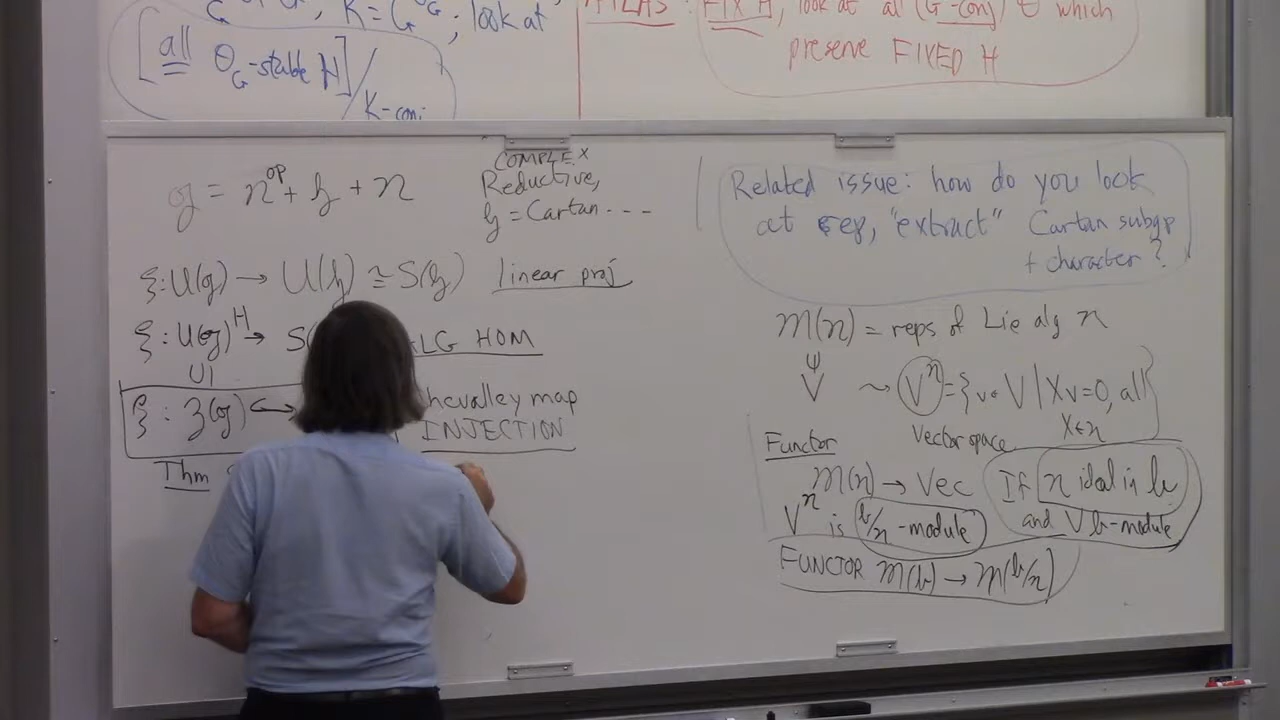 K = G^θ_G; look at
[all θ_G-stable H] / K-conj
FIX H, look at all (G-conj) θ which
preserve FIXED H
𝔤 = 𝔫^op + 𝔥 + 𝔫
COMPLEX
Reductive,
𝔥 = Cartan ---
ξ: U(𝔤) → U(𝔥) ≅ S(𝔥) linear proj
ξ: U(𝔤)^H → S( ALG HOM
U|
ξ: 𝔷(𝔤) ↪ Chevalley map
INJECTION
Thm
Related issue: how do you look
at rep, "extract" Cartan subgp
+ character?
M(𝔫) = reps of Lie alg 𝔫
Ψ
V ~ V^𝔫 = {v ∈ V | Xv=0, all
X∈𝔫}
Vector space
Functor
M(𝔫) → Vec
V^𝔫 is 𝔟/𝔫-module
If 𝔫 ideal in 𝔟
and V 𝔟-module
FUNCTOR M(𝔟) → M(𝔟/𝔫)